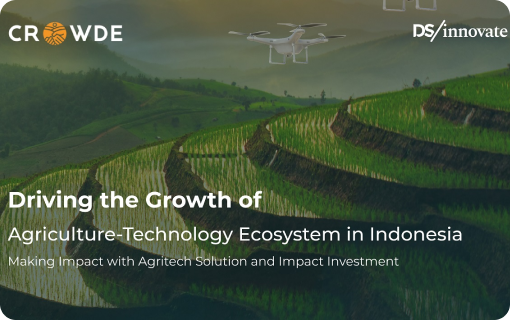 CROWDE
DS/innovate
Driving the Growth of
Agriculture-Technology Ecosystem in Indonesia
Making Impact with Agritech Solution and Impact Investment